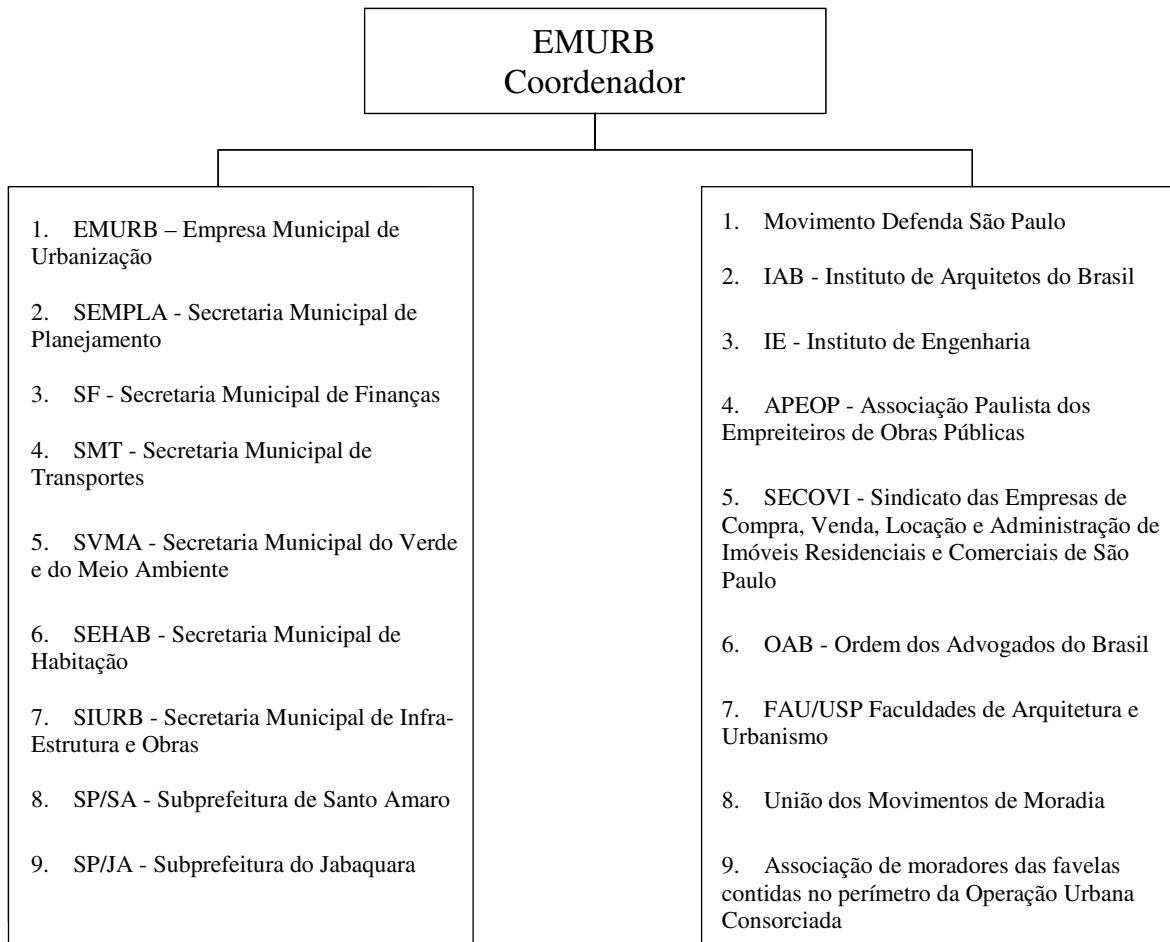 EMURB
Coordenador
1. EMURB – Empresa Municipal de
Urbanização
2. SEMPLA - Secretaria Municipal de
Planejamento
3. SF - Secretaria Municipal de Finanças
4. SMT - Secretaria Municipal de
Transportes
5. SVMA - Secretaria Municipal do Verde
e do Meio Ambiente
6. SEHAB - Secretaria Municipal de
Habitação
7. SIURB - Secretaria Municipal de Infra-
Estrutura e Obras
8. SP/SA - Subprefeitura de Santo Amaro
9. SP/JA - Subprefeitura do Jabaquara
1. Movimento Defenda São Paulo
2. IAB - Instituto de Arquitetos do Brasil
3. IE - Instituto de Engenharia
4. APEOP - Associação Paulista dos
Empreiteiros de Obras Públicas
5. SECOVI - Sindicato das Empresas de
Compra, Venda, Locação e Administração de
Imóveis Residenciais e Comerciais de São
Paulo
6. OAB - Ordem dos Advogados do Brasil
7. FAU/USP Faculdades de Arquitetura e
Urbanismo
8. União dos Movimentos de Moradia
9. Associação de moradores das favelas
contidas no perímetro da Operação Urbana
Consorciada